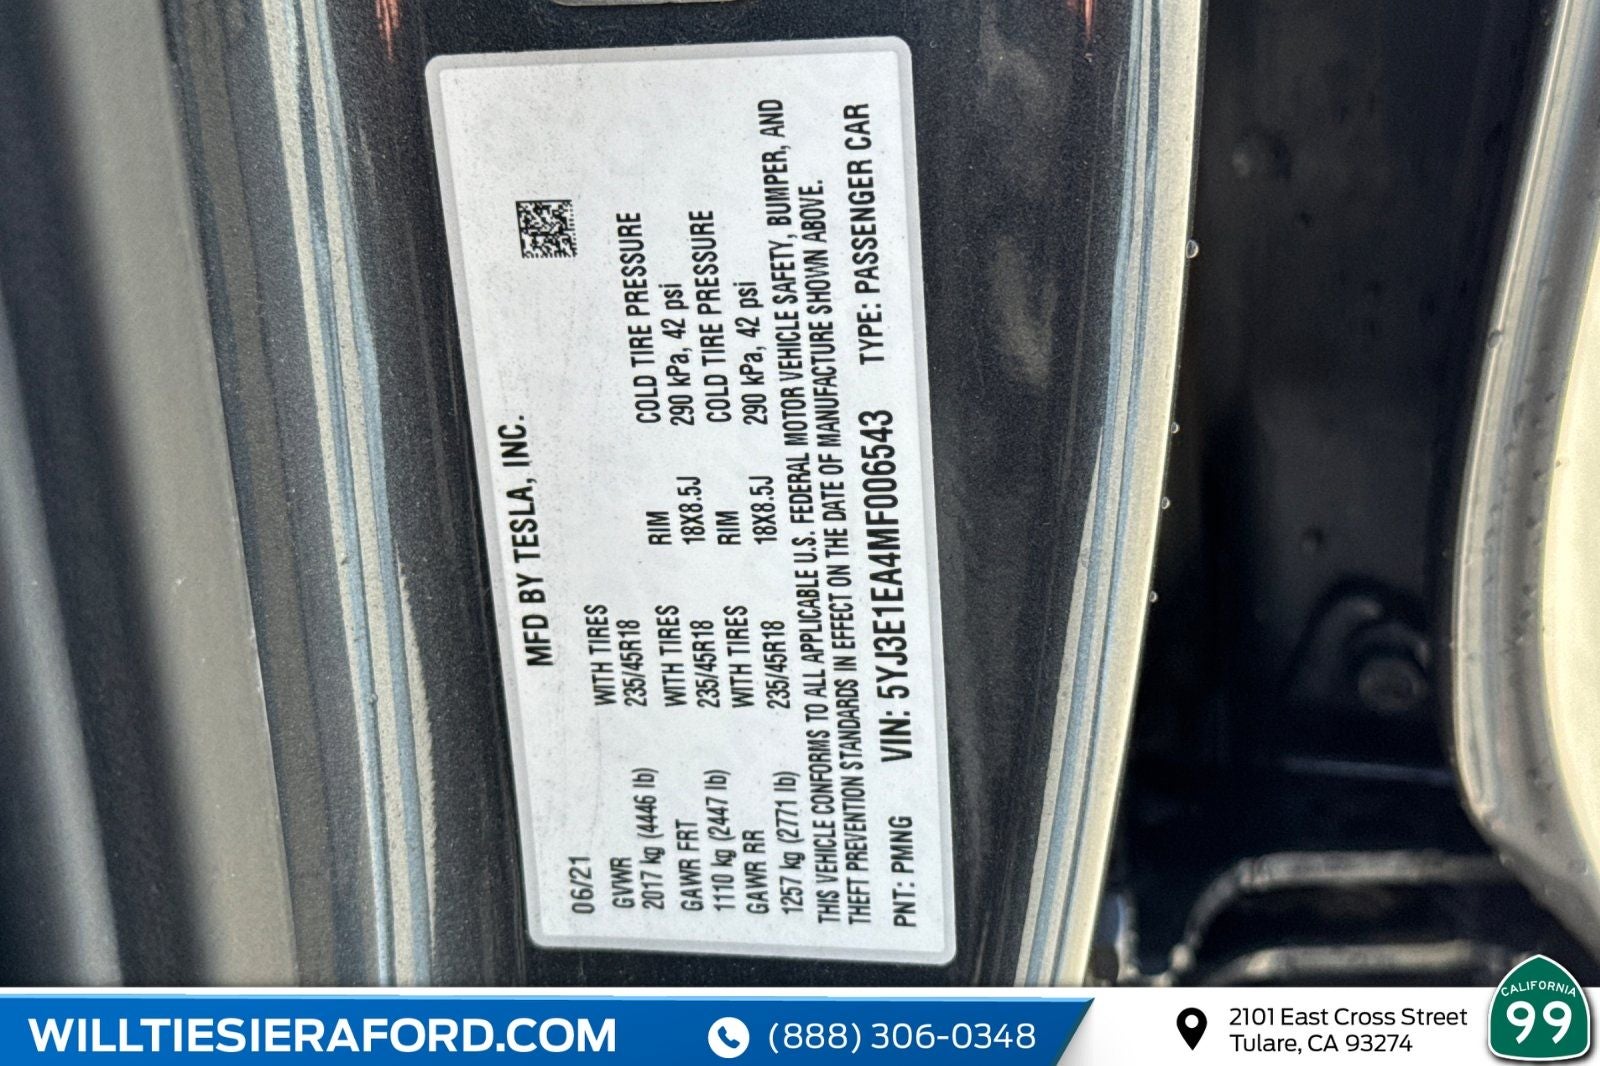 MFD BY TESLA, INC.
06/21
GVWR WITH TIRES COLD TIRE PRESSURE
2017 kg (4446 lb) 235/45R18 RIM 290 kPa, 42 psi
GAWR FRT WITH TIRES 18X8.5J COLD TIRE PRESSURE
1110 kg (2447 lb) 235/45R18 RIM 290 kPa, 42 psi
GAWR RR WITH TIRES 18X8.5J
1257 kg (2771 lb) 235/45R18
THIS VEHICLE CONFORMS TO ALL APPLICABLE U.S. FEDERAL MOTOR VEHICLE SAFETY, BUMPER, AND
THEFT PREVENTION STANDARDS IN EFFECT ON THE DATE OF MANUFACTURE SHOWN ABOVE.
PNT: PMNG VIN: 5YJ3E1EA4MF006543 TYPE: PASSENGER CAR
WILLTIESIERAFORD.COM
(888) 306-0348
2101 East Cross Street
Tulare, CA 93274
CALIFORNIA
99